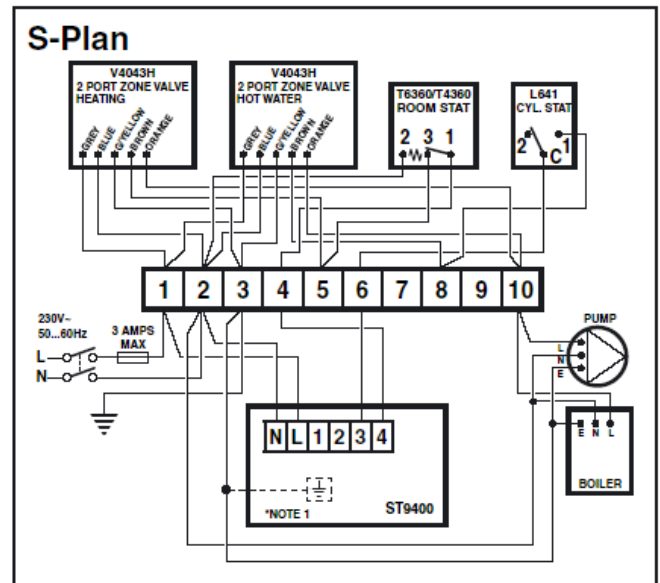 S-Plan
V4043H
2 PORT ZONE VALVE
HEATING
GREY
BLUE
G/YELLOW
BROWN
ORANGE
V4043H
2 PORT ZONE VALVE
HOT WATER
GREY
BLUE
G/YELLOW
BROWN
ORANGE
T6360/T4360
ROOM STAT
2 3 1
L641
CYL. STAT
2 C 1
1 2 3 4 5 6 7 8 9 10
230V~
50...60Hz
3 AMPS
MAX
L
N
PUMP
L
N
E
N L 1 2 3 4
*NOTE 1
ST9400
E N L
BOILER